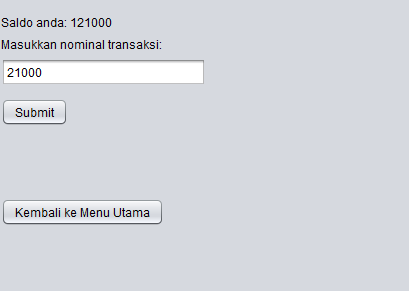 Saldo anda: 121000
Masukkan nominal transaksi:
21000
Submit
Kembali ke Menu Utama